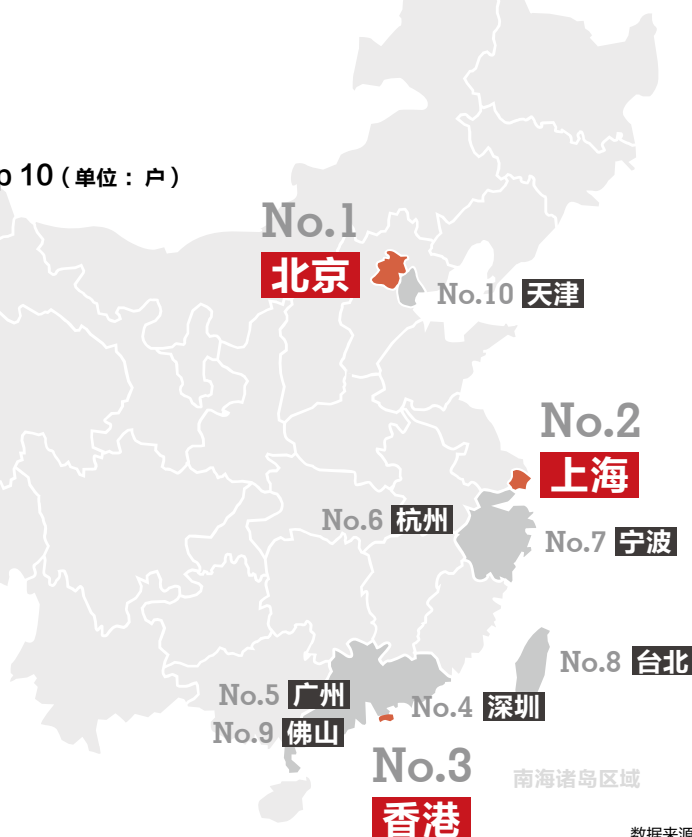 p 10（单位： 户）
No.1
北京
No.10 天津
No.2
上海
No.6 杭州
No.7 宁波
No.8 台北
No.5 广州
No.4 深圳
No.9 佛山
No.3
香港
南海诸岛区域
数据来源